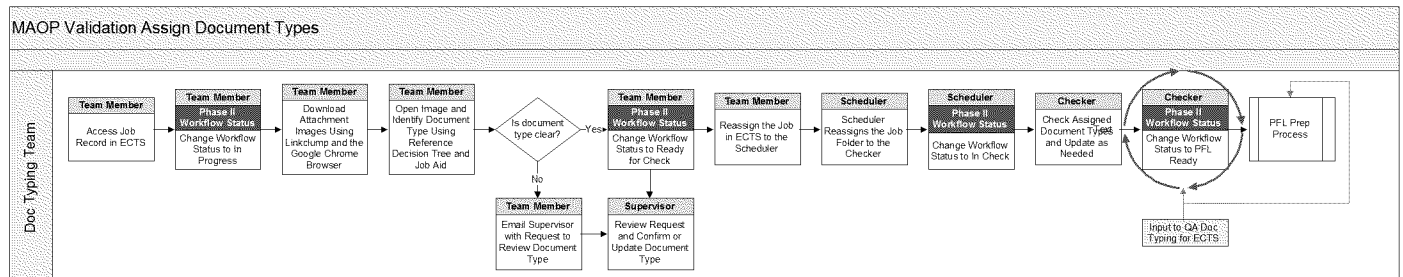 MAOP Validation Assign Document Types
Doc Typing Team
Team Member
Access Job
Record in ECTS
Team Member
Phase II
Workflow Status
Change Workflow
Status to In
Progress
Team Member
Download
Attachment
Images Using
Linkclump and the
Google Chrome
Browser
Team Member
Open Image and
Identify Document
Type Using
Reference
Decision Tree and
Job Aid
Is document
type clear?
Yes
No
Team Member
Email Supervisor
with Request to
Review Document
Type
Team Member
Phase II
Workflow Status
Change Workflow
Status to Ready
for Check
Supervisor
Review Request
and Confirm or
Update Document
Type
Team Member
Reassign the Job
in ECTS to the
Scheduler
Scheduler
Scheduler
Reassigns the Job
Folder to the
Checker
Scheduler
Phase II
Workflow Status
Change Workflow
Status to In Check
Checker
Check Assigned
Document Types
and Update as
Needed
Text
Checker
Phase II
Workflow Status
Change Workflow
Status to PFL
Ready
PFL Prep
Process
Input to QA Doc
Typing for ECTS